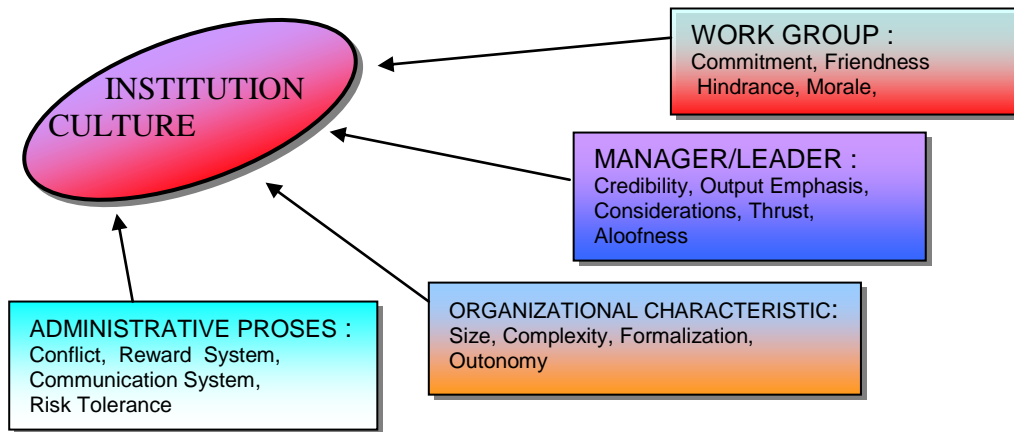 INSTITUTION
CULTURE
WORK GROUP :
Commitment, Friendness
Hindrance, Morale,
MANAGER/LEADER :
Credibility, Output Emphasis,
Considerations, Thrust,
Aloofness
ORGANIZATIONAL CHARACTERISTIC:
Size, Complexity, Formalization,
Outonomy
ADMINISTRATIVE PROSES :
Conflict, Reward System,
Communication System,
Risk Tolerance